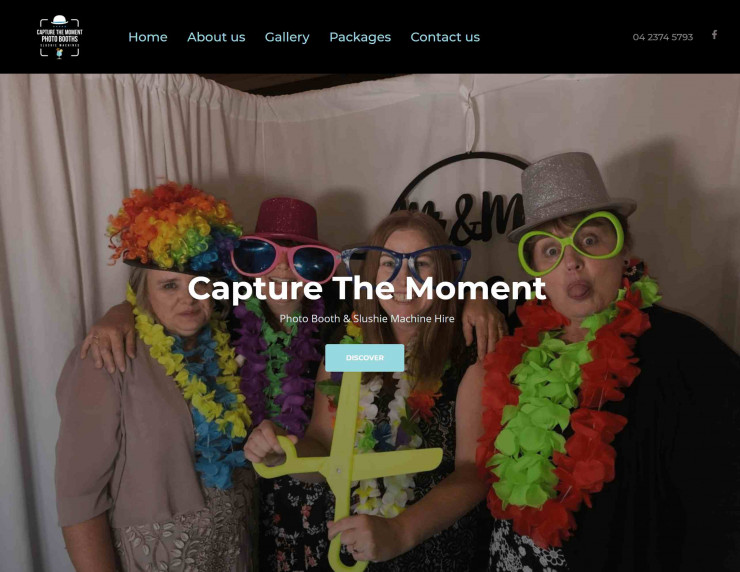 CAPTURE THE MOMENT
PHOTO BOOTHS
SLUSHIE MACHINES
Home
About us
Gallery
Packages
Contact us
04 2374 5793
f
& M
Capture The Moment
Photo Booth & Slushie Machine Hire
DISCOVER